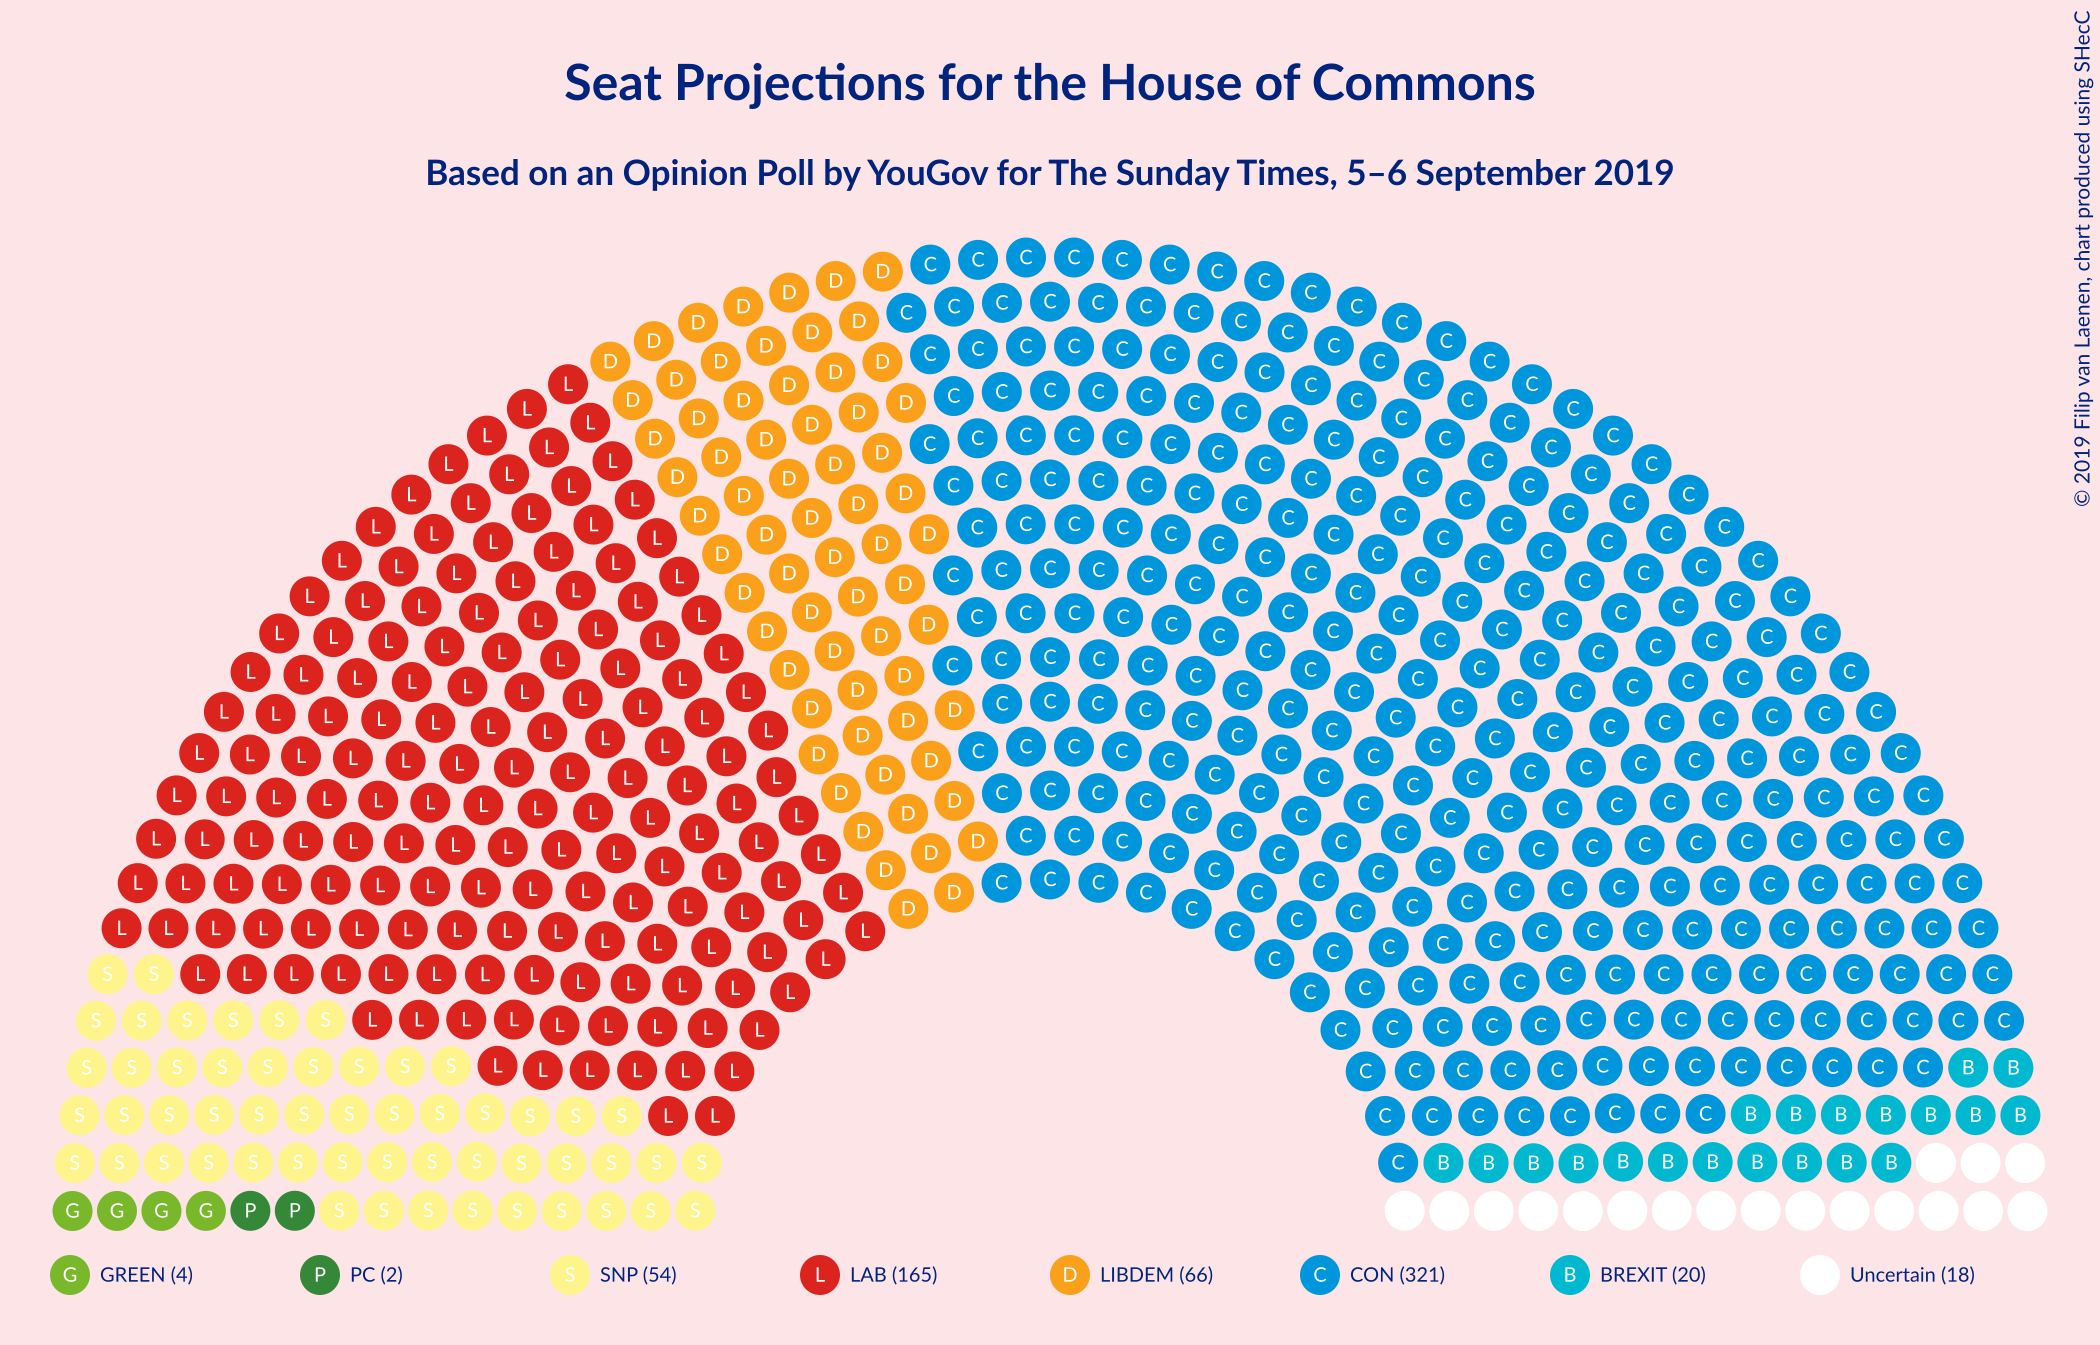 Seat Projections for the House of Commons
Based on an Opinion Poll by YouGov for The Sunday Times, 5–6 September 2019
© 2019 Filip van Laenen, chart produced using SHecC
G GREEN (4)
P PC (2)
S SNP (54)
L LAB (165)
D LIBDEM (66)
C CON (321)
B BREXIT (20)
Uncertain (18)